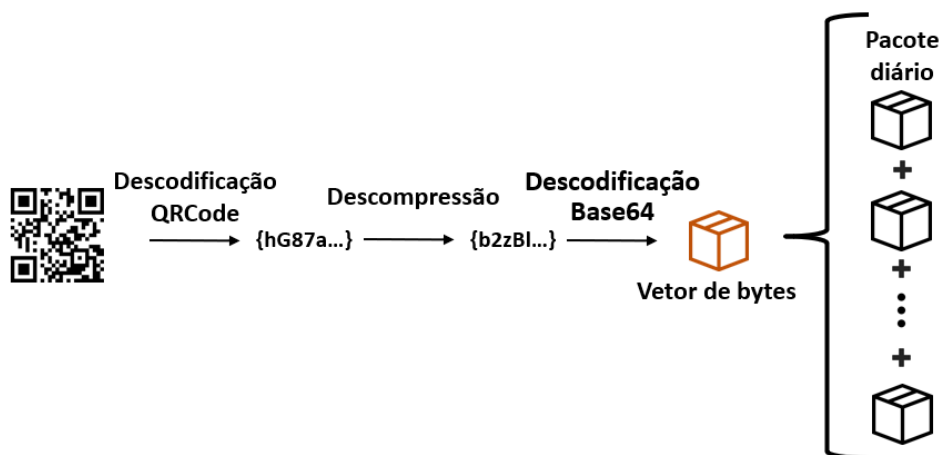 Descodificação
QRCode
{hG87a...}
Descompressão
{b2zBl...}
Descodificação
Base64
Vetor de bytes
Pacote
diário
+
+
+